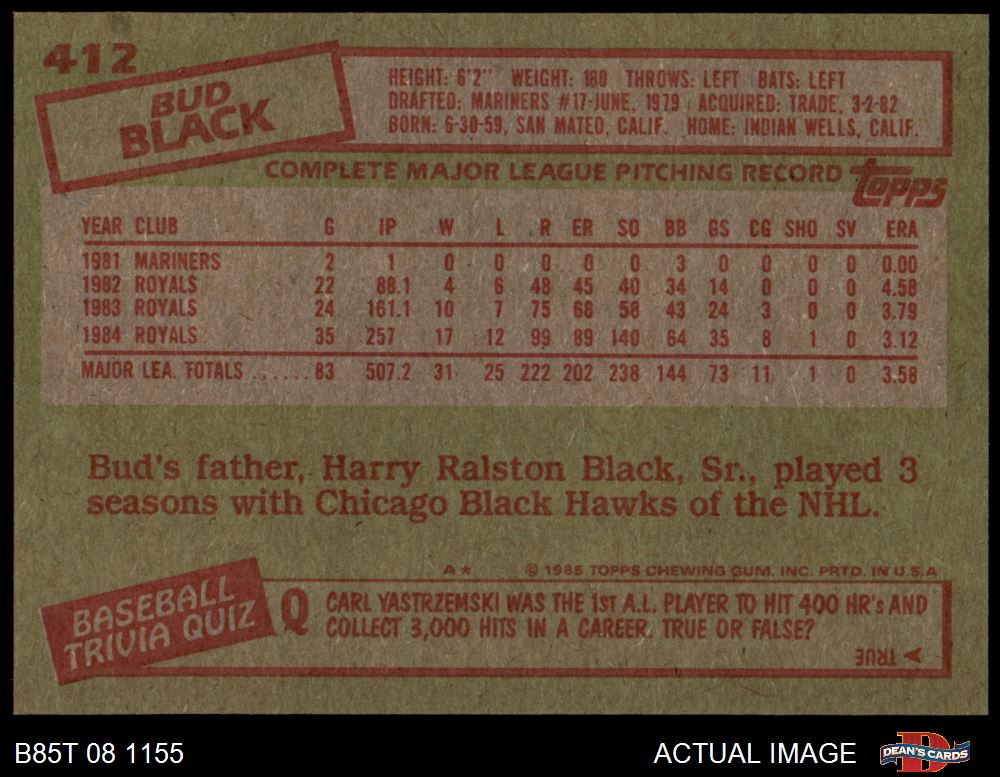 412
BUD
BLACK
HEIGHT: 6'2" WEIGHT: 180 THROWS: LEFT BATS: LEFT
DRAFTED: MARINERS #17-JUNE, 1979 ACQUIRED: TRADE, 3-2-82
BORN: 6-30-59, SAN MATEO, CALIF. HOME: INDIAN WELLS, CALIF.
COMPLETE MAJOR LEAGUE PITCHING RECORD topps
YEAR CLUB G IP W L R ER SO BB GS CG SHO SV ERA
1981 MARINERS 2 1 0 0 0 0 0 3 0 0 0 0 0.00
1982 ROYALS 22 88.1 4 6 48 45 40 34 14 0 0 0 4.58
1983 ROYALS 24 161.1 10 7 75 68 58 43 24 3 0 0 3.79
1984 ROYALS 35 257 17 12 99 89 140 64 35 8 1 0 3.12
MAJOR LEA. TOTALS ...... 83 507.2 31 25 222 202 238 144 73 11 1 0 3.58
Bud's father, Harry Ralston Black, Sr., played 3
seasons with Chicago Black Hawks of the NHL.
A* © 1985 TOPPS CHEWING GUM, INC. PRTD. IN U.S.A.
BASEBALL
TRIVIA QUIZ
Q CARL YASTRZEMSKI WAS THE 1ST A.L. PLAYER TO HIT 400 HR's AND
COLLECT 3,000 HITS IN A CAREER. TRUE OR FALSE?
A TRUE
B85T 08 1155
ACTUAL IMAGE
DEAN'S CARDS